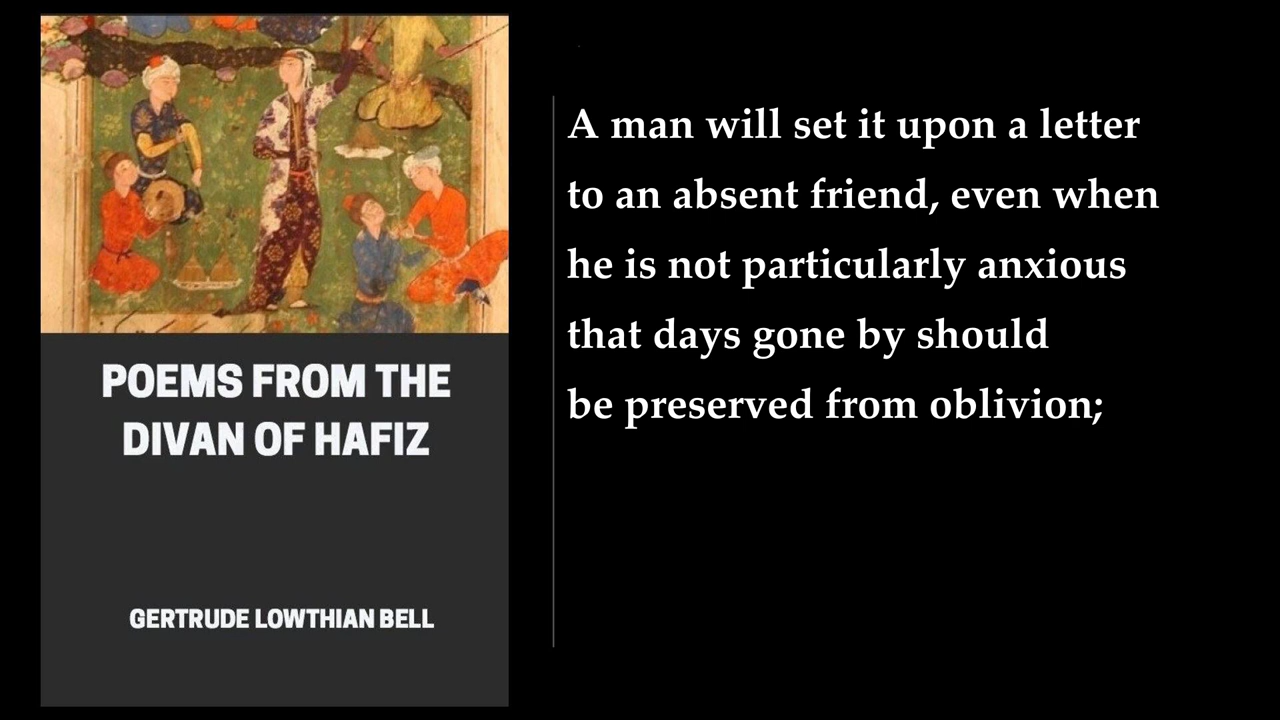 POEMS FROM THE
DIVAN OF HAFIZ
GERTRUDE LOWTHIAN BELL
A man will set it upon a letter
to an absent friend, even when
he is not particularly anxious
that days gone by should
be preserved from oblivion;